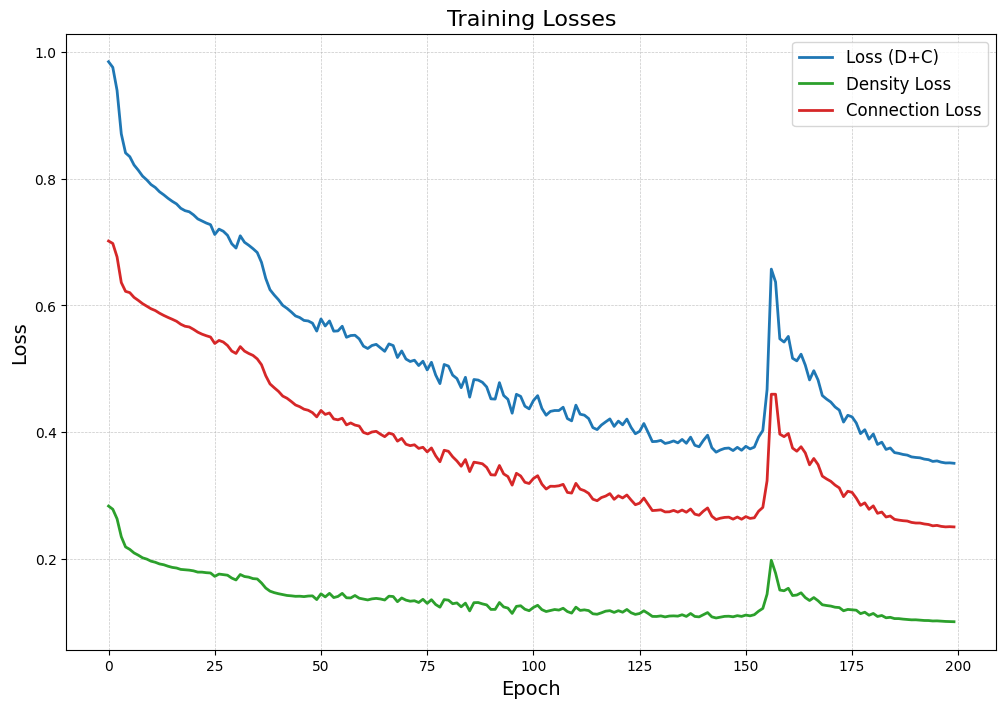 Training Losses
Loss (D+C)
Density Loss
Connection Loss
Loss
1.0
0.8
0.6
0.4
0.2
0 25 50 75 100 125 150 175 200
Epoch